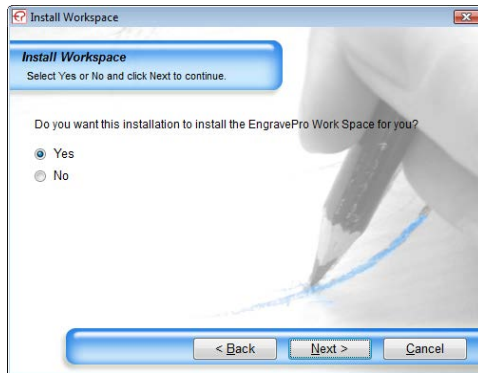 Install Workspace
Install Workspace
Select Yes or No and click Next to continue.
Do you want this installation to install the EngravePro Work Space for you?
Yes
No
< Back
Next >
Cancel